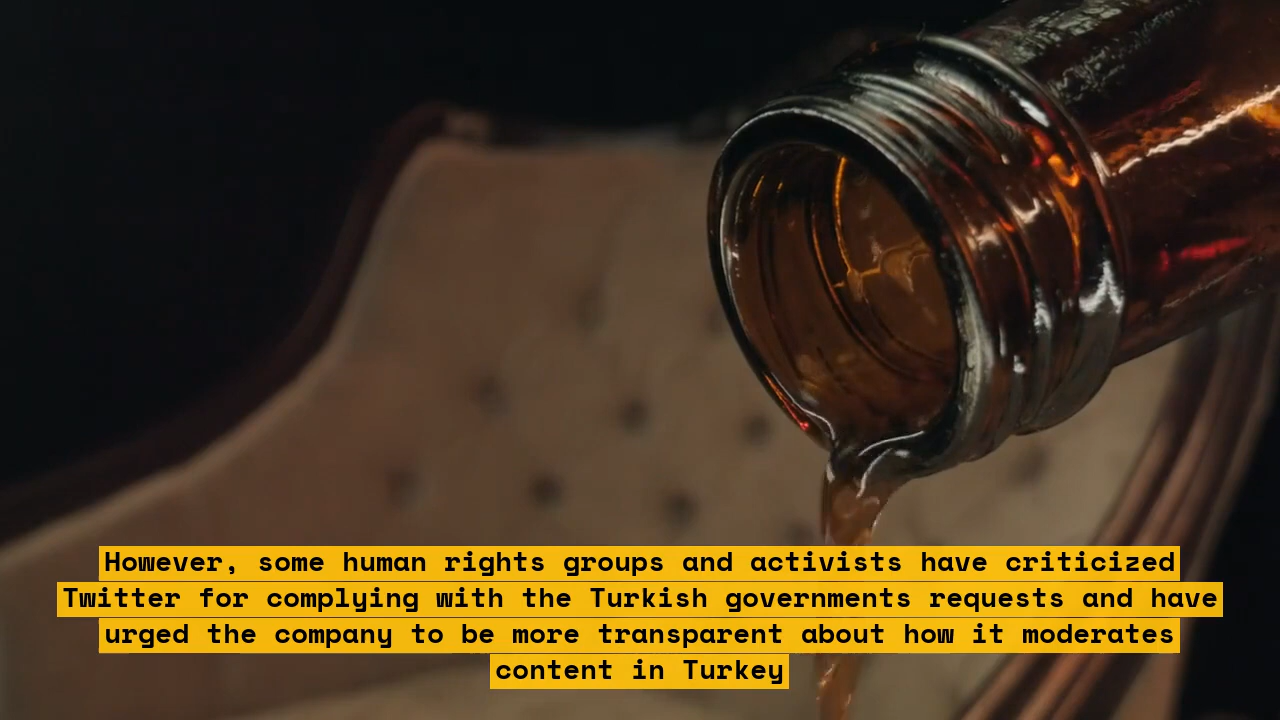 However, some human rights groups and activists have criticized
Twitter for complying with the Turkish governments requests and have
urged the company to be more transparent about how it moderates
content in Turkey